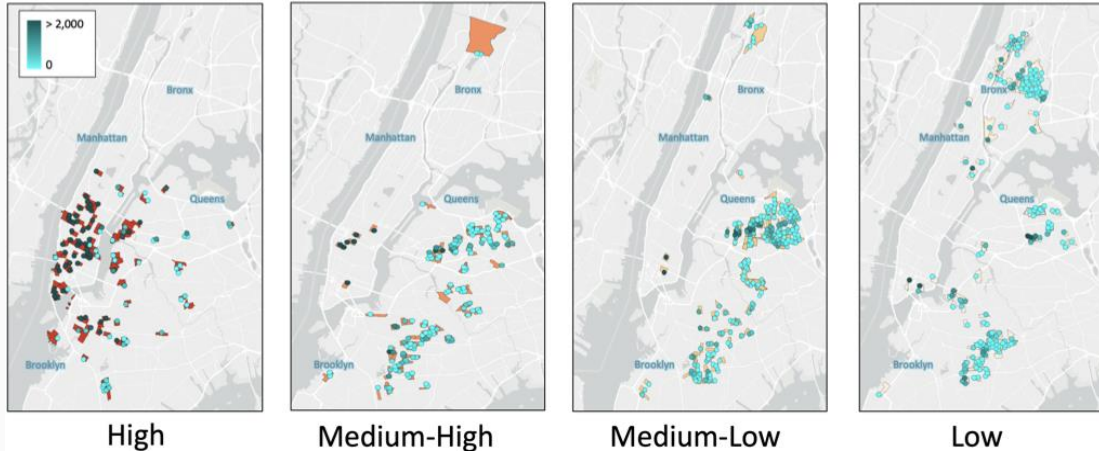 > 2,000
0
Bronx
Manhattan
Queens
Brooklyn
High
Bronx
Manhattan
Queens
Brooklyn
Medium-High
Bronx
Manhattan
Queens
Brooklyn
Medium-Low
Bronx
Manhattan
Queens
Brooklyn
Low